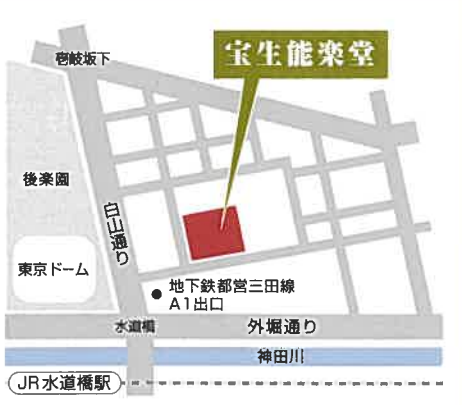 宝生能楽堂
壱岐坂下
後楽園
白山通り
東京ドーム
地下鉄都営三田線
A1出口
水道橋
外堀通り
神田川
JR水道橋駅